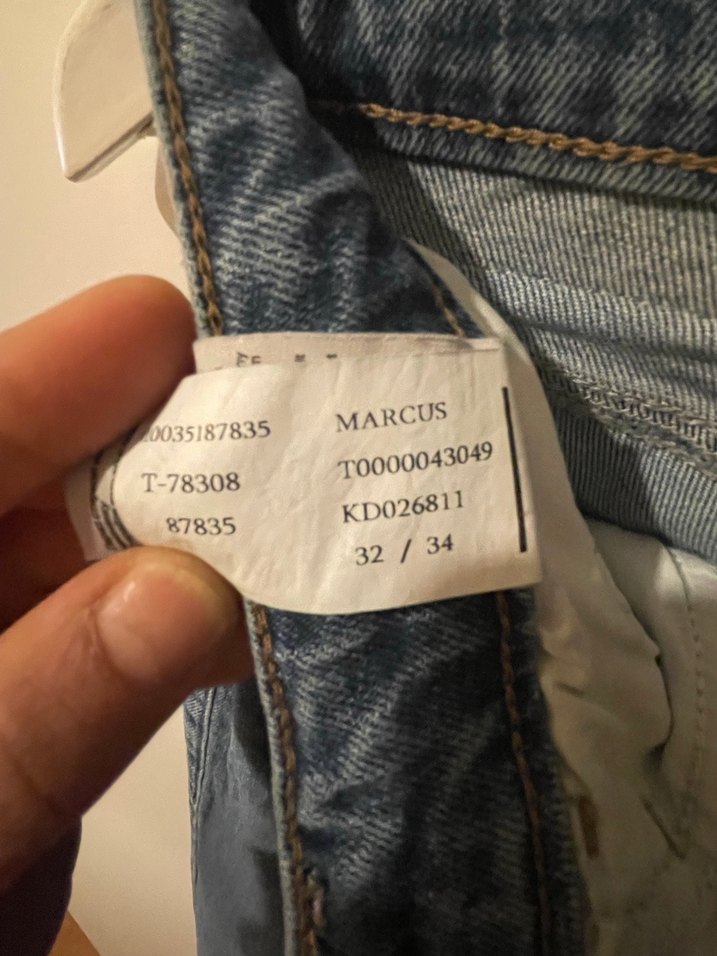 0035187835 MARCUS
T-78308 T0000043049
87835 KD026811
32 / 34